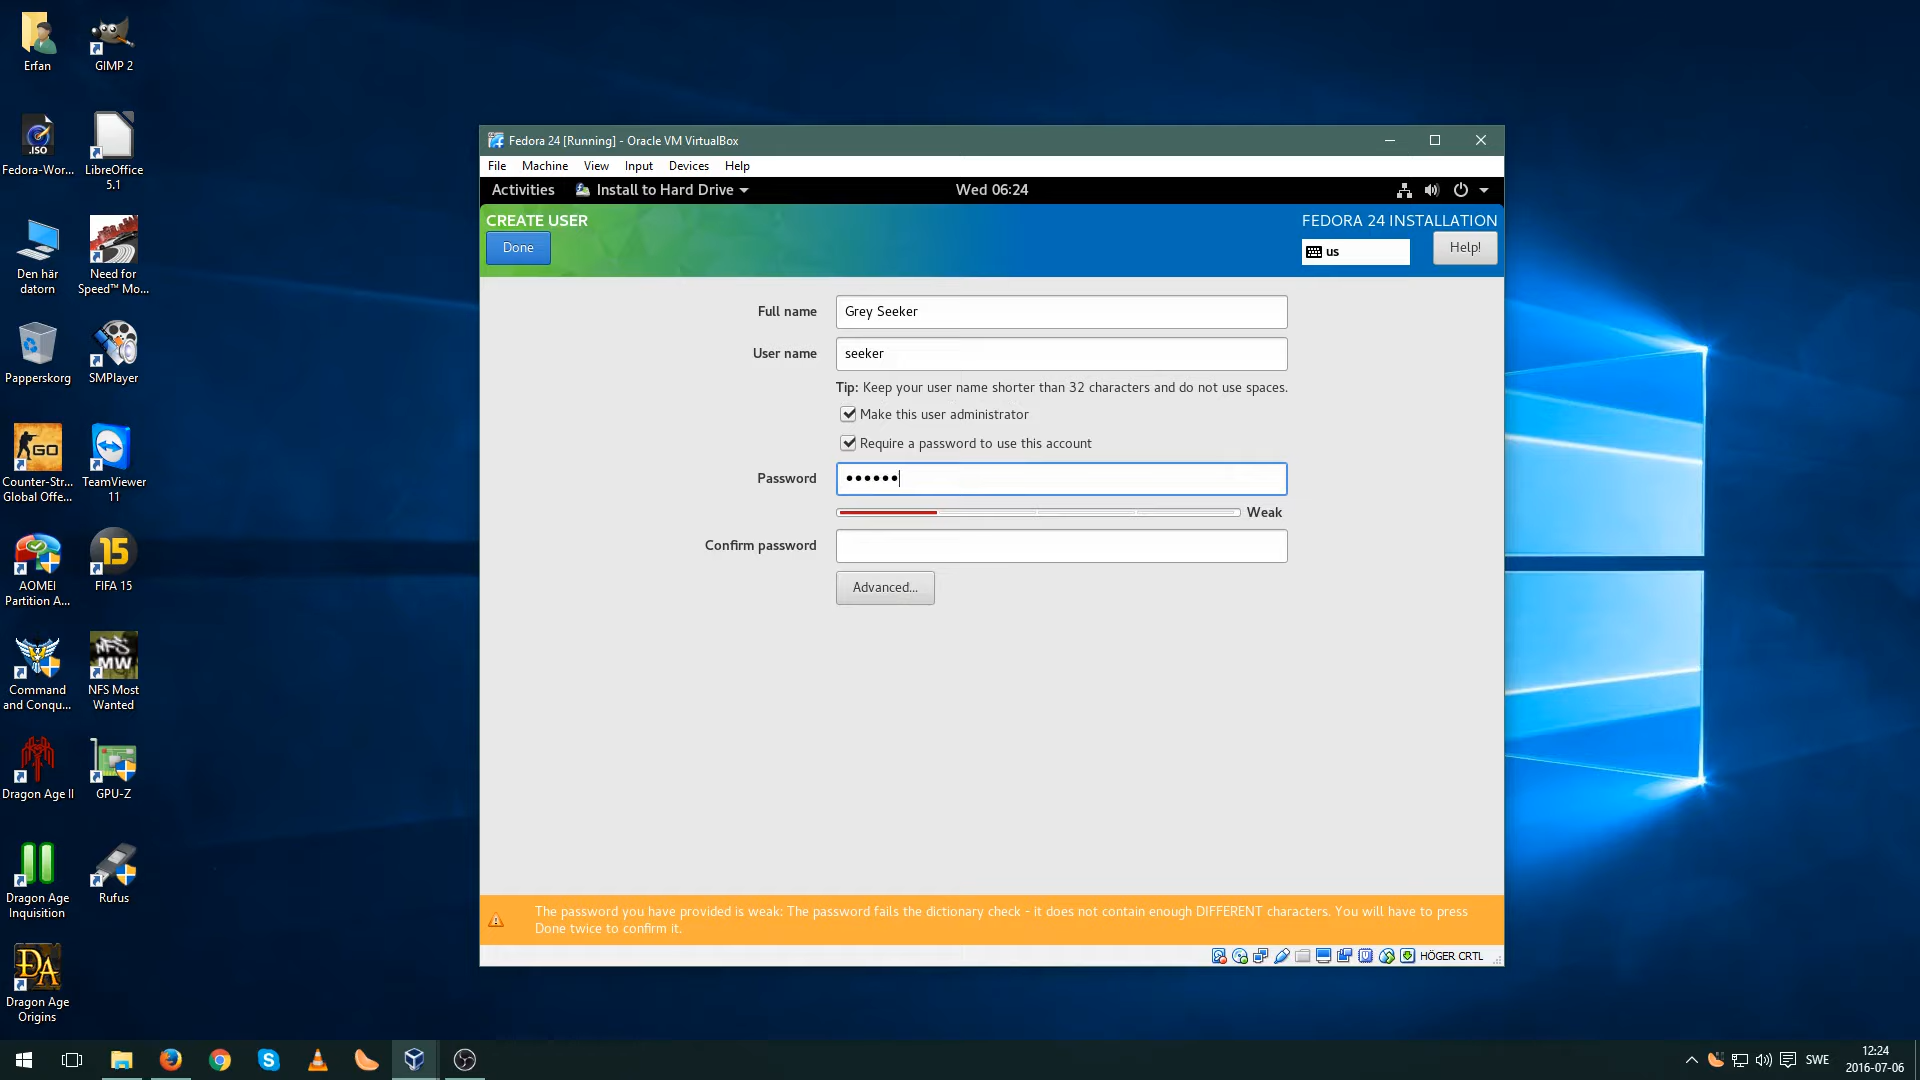 Erfan
GIMP 2
.ISO
Fedora-Wor...
LibreOffice
5.1
Den här
datorn
Need for
Speed™ Mo...
Papperskorg
SMPlayer
GO
Counter-Str...
Global Offe...
TeamViewer
11
AOMEI
Partition A...
15
FIFA 15
Command
and Conqu...
NFS
MW
NFS Most
Wanted
Dragon Age II
GPU-Z
Dragon Age
Inquisition
Rufus
DA
Dragon Age
Origins
Fedora 24 [Running] - Oracle VM VirtualBox
File Machine View Input Devices Help
Activities Install to Hard Drive Wed 06:24
CREATE USER
FEDORA 24 INSTALLATION
Done
us
Help!
Full name Grey Seeker
User name seeker
Tip: Keep your user name shorter than 32 characters and do not use spaces.
Make this user administrator
Require a password to use this account
Password ••••••
Weak
Confirm password
Advanced...
The password you have provided is weak: The password fails the dictionary check - it does not contain enough DIFFERENT characters. You will have to press
Done twice to confirm it.
HÖGER CRTL
SWE
12:24
2016-07-06